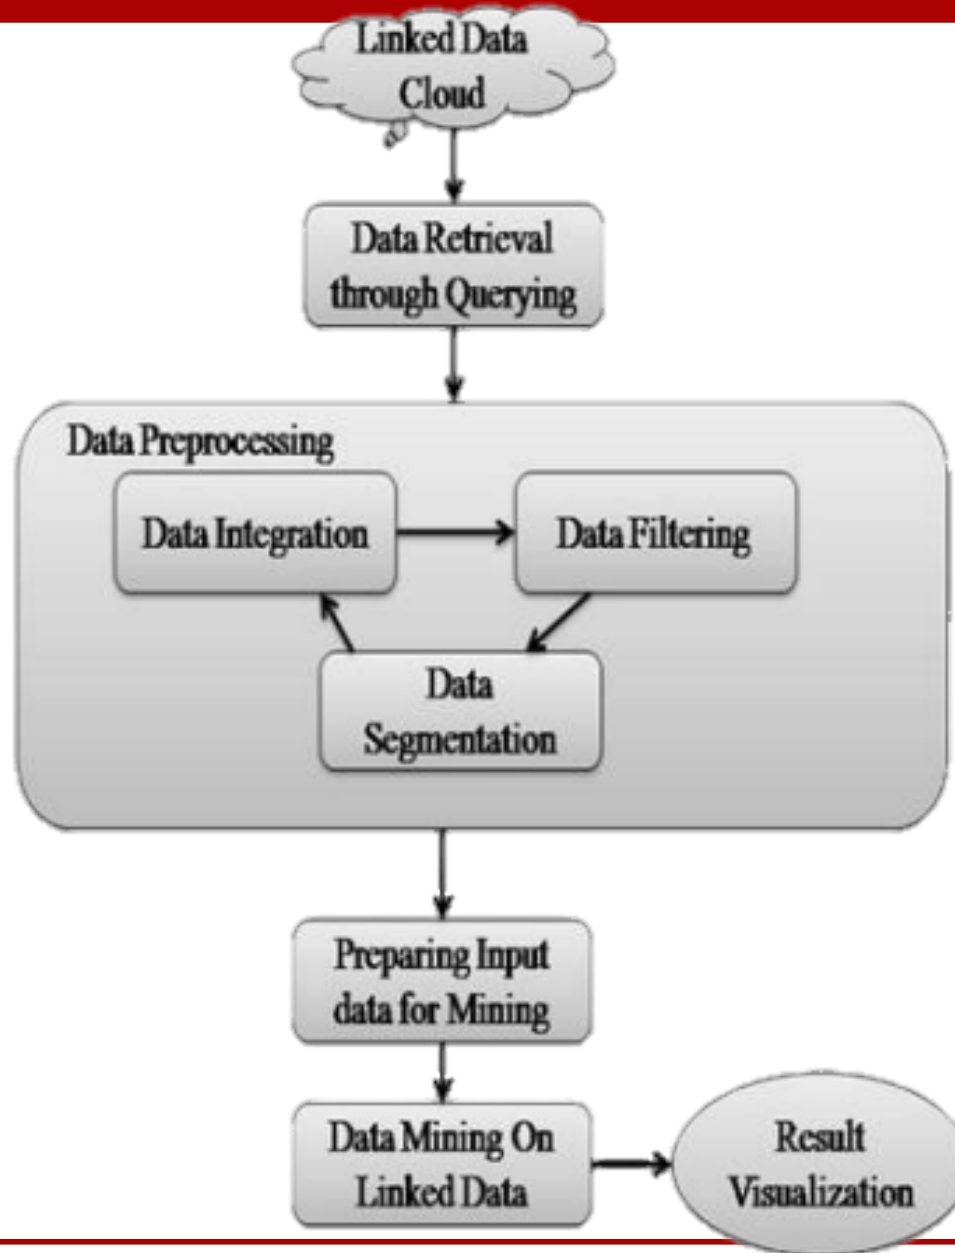 Linked Data
Cloud
Data Retrieval
through Querying
Data Preprocessing
Data Integration
Data Filtering
Data
Segmentation
Preparing Input
data for Mining
Data Mining On
Linked Data
Result
Visualization